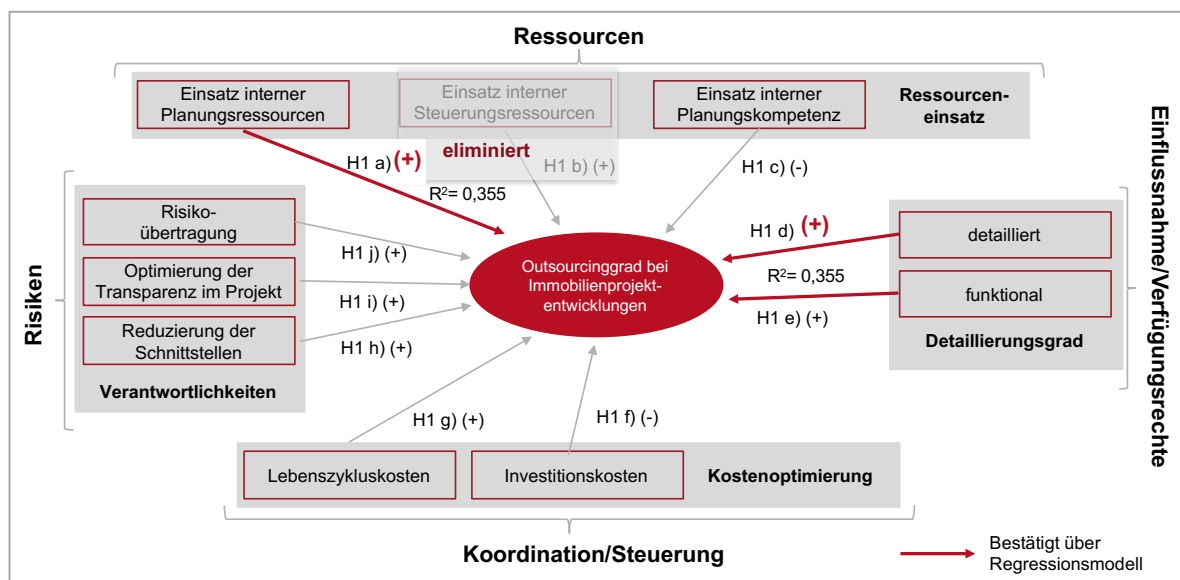 Ressourcen
Einsatz interner
Planungsressourcen
Einsatz interner
Steuerungsressourcen
Einsatz interner
Planungskompetenz
Ressourcen-
einsatz
eliminiert
H1 a) (+)
H1 b) (+)
H1 c) (-)
R²= 0,355
Risiken
Risiko-
übertragung
Optimierung der
Transparenz im Projekt
Reduzierung der
Schnittstellen
Verantwortlichkeiten
H1 j) (+)
H1 i) (+)
H1 h) (+)
Outsourcinggrad bei
Immobilienprojekt-
entwicklungen
H1 d) (+)
R²= 0,355
H1 e) (+)
detailliert
funktional
Detaillierungsgrad
Einflussnahme/Verfügungsrechte
H1 g) (+)
H1 f) (-)
Lebenszykluskosten
Investitionskosten
Kostenoptimierung
Koordination/Steuerung
Bestätigt über
Regressionsmodell